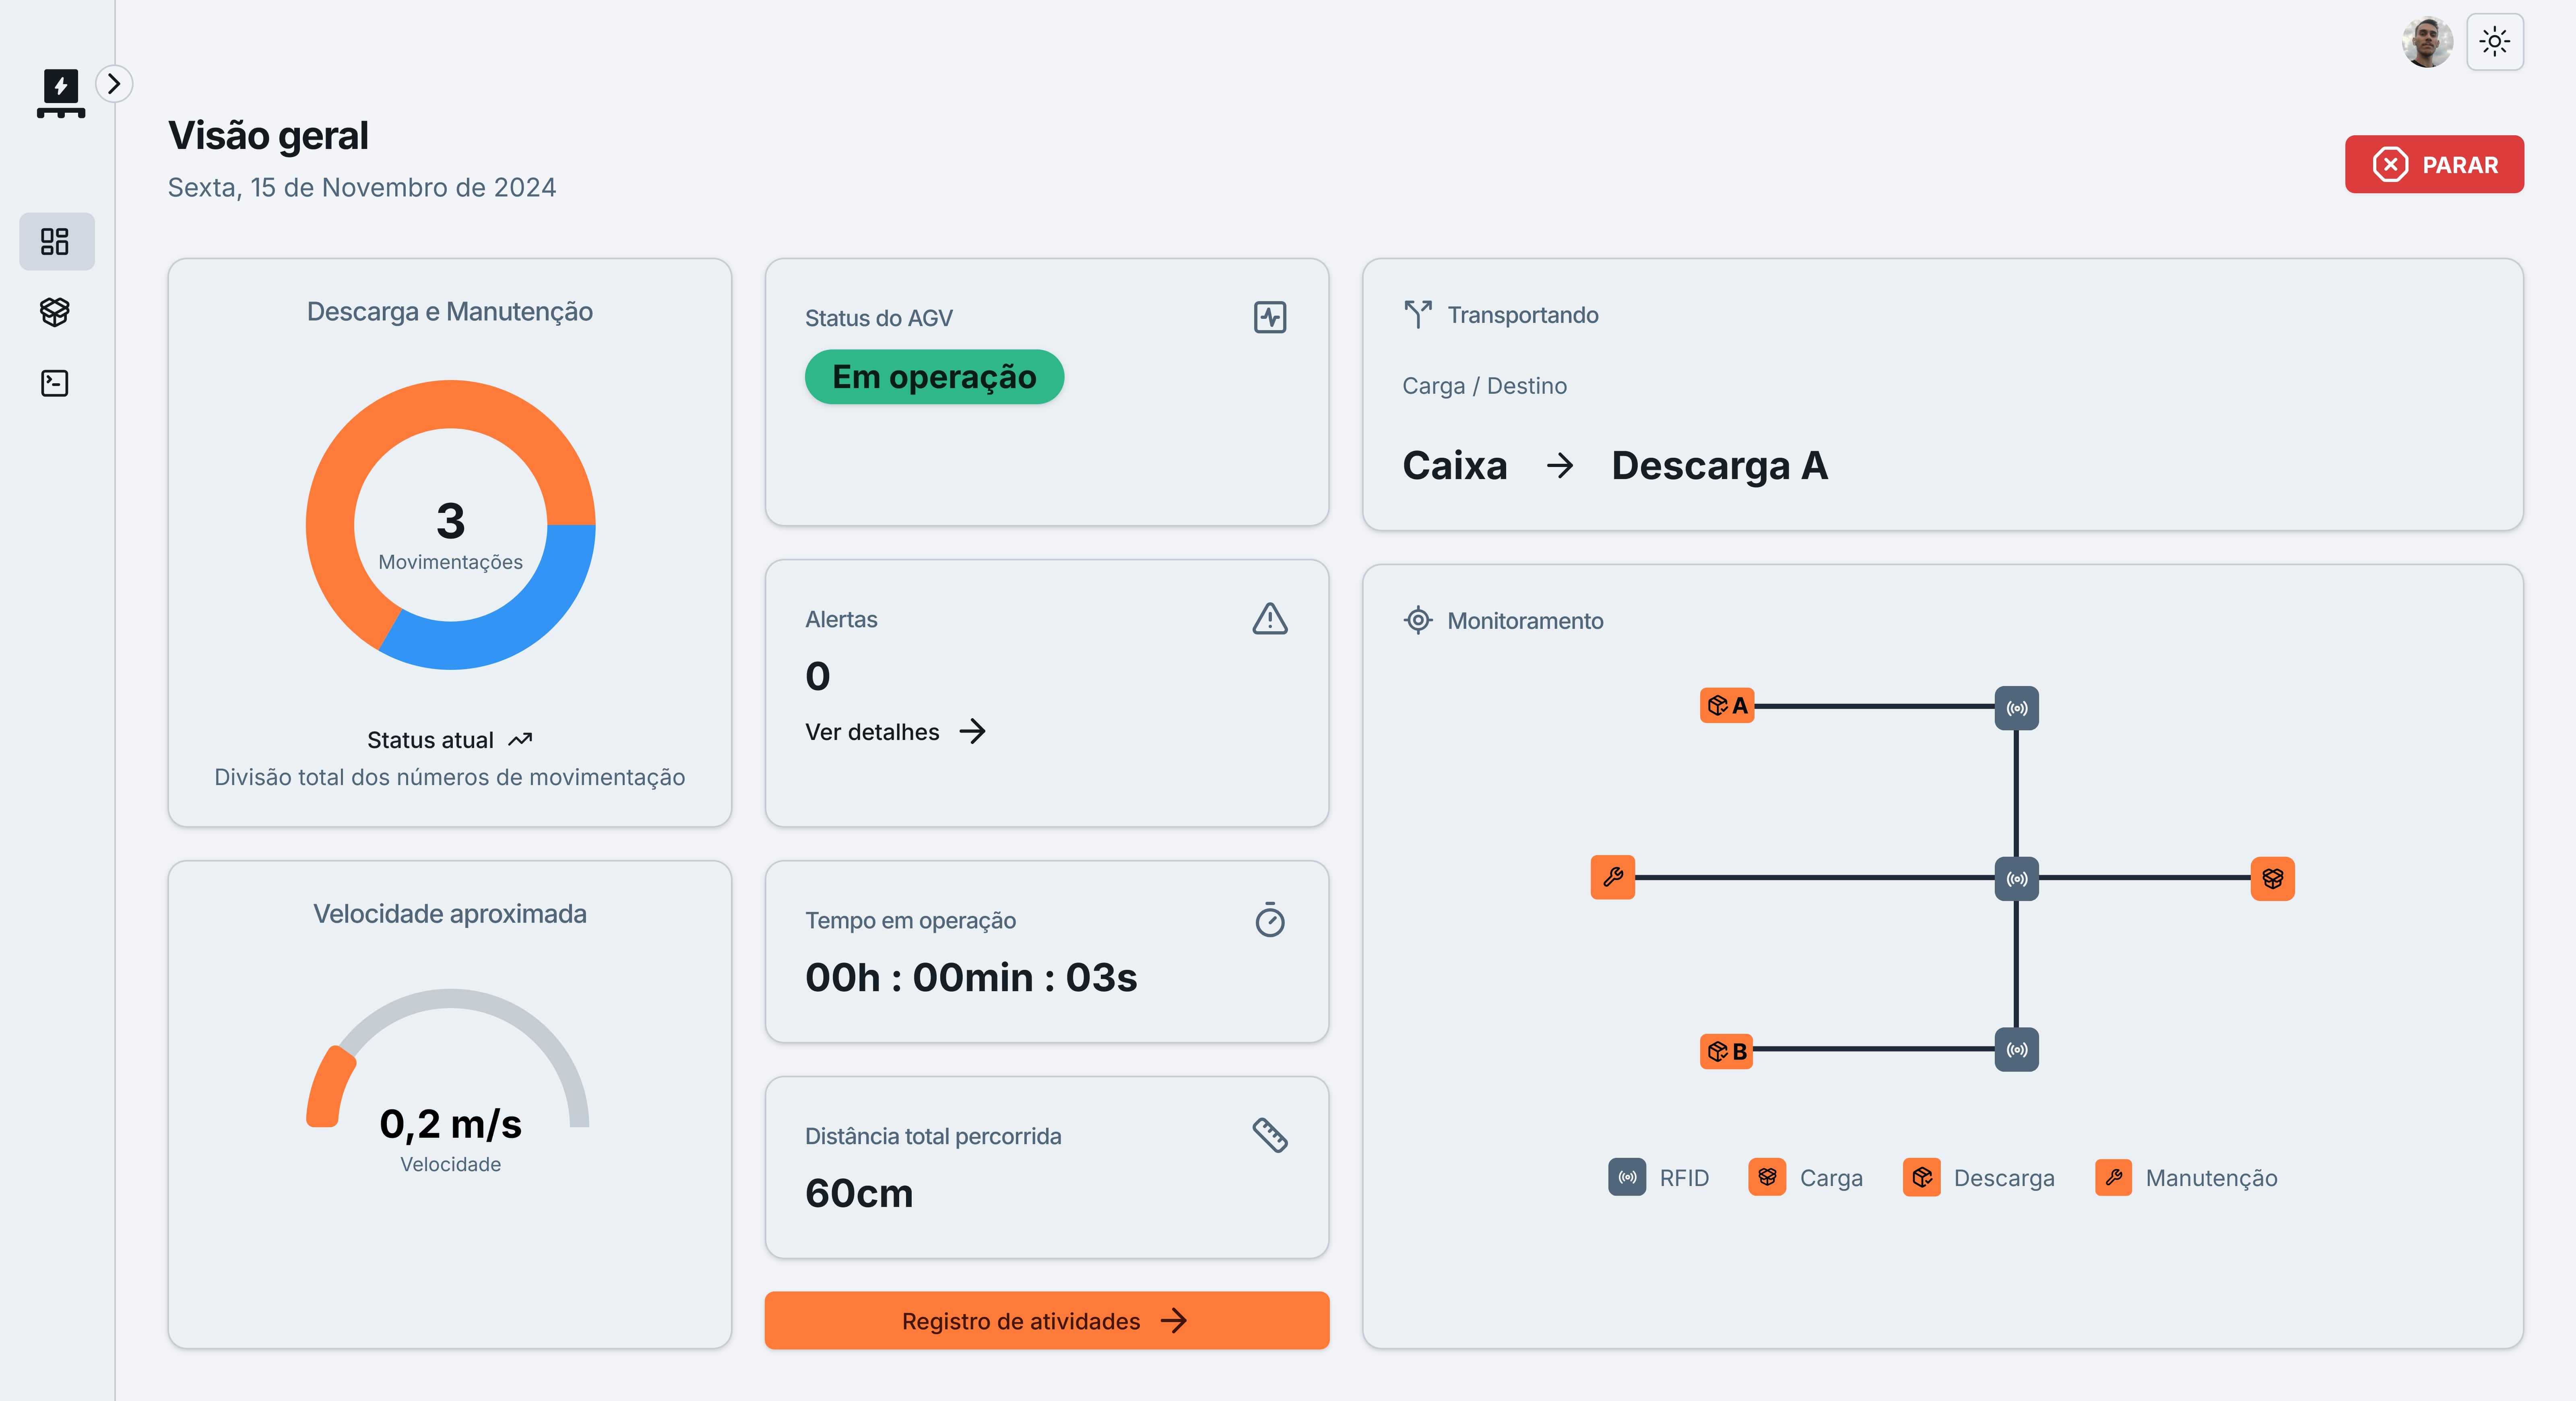 Visão geral
Sexta, 15 de Novembro de 2024
PARAR
Descarga e Manutenção
3
Movimentações
Status atual
Divisão total dos números de movimentação
Velocidade aproximada
0,2 m/s
Velocidade
Status do AGV
Em operação
Alertas
0
Ver detalhes
Tempo em operação
00h : 00min : 03s
Distância total percorrida
60cm
Registro de atividades
Transportando
Carga / Destino
Caixa → Descarga A
Monitoramento
A
B
RFID Carga Descarga Manutenção